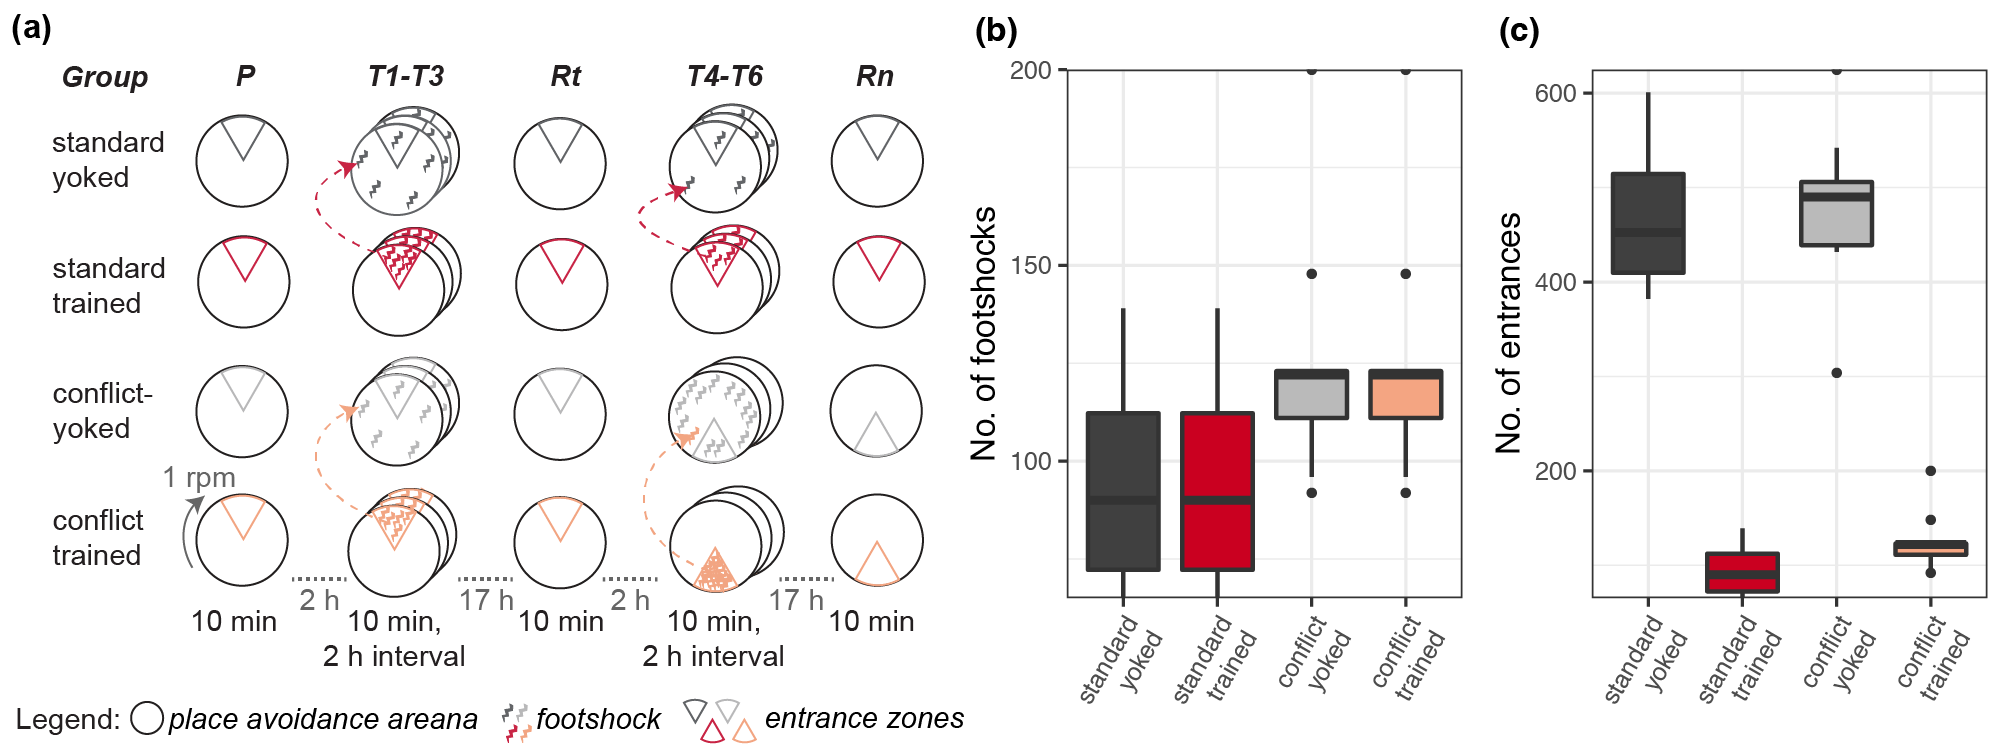 (a)
Group P T1-T3 Rt T4-T6 Rn
standard
yoked
standard
trained
conflict-
yoked
1 rpm
conflict
trained
2 h 17 h 2 h 17 h
10 min 10 min, 10 min 10 min, 10 min
2 h interval 2 h interval
Legend: place avoidance areana footshock entrance zones
(b)
No. of footshocks
200
150
100
standard
yoked
standard
trained
conflict
yoked
conflict
trained
(c)
No. of entrances
600
400
200
standard
yoked
standard
trained
conflict
yoked
conflict
trained